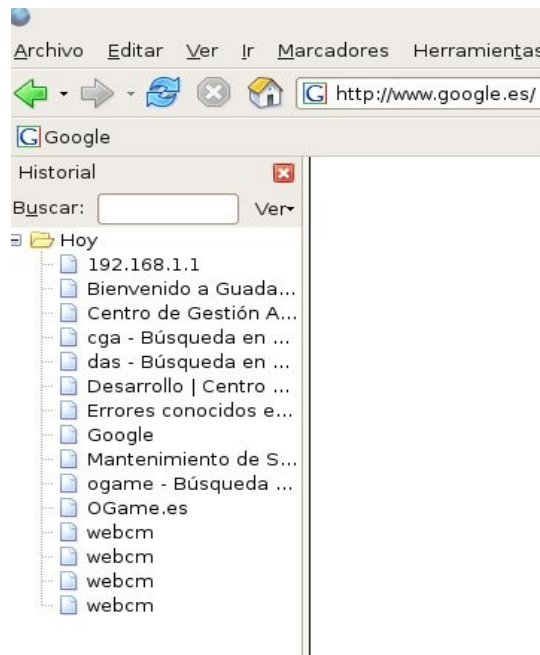 Archivo Editar Ver Ir Marcadores Herramientas
G http://www.google.es/
G Google
Historial
Buscar: Ver
Hoy
192.168.1.1
Bienvenido a Guada...
Centro de Gestión A...
cga - Búsqueda en ...
das - Búsqueda en ...
Desarrollo | Centro ...
Errores conocidos e...
Google
Mantenimiento de S...
ogame - Búsqueda ...
OGame.es
webcm
webcm
webcm
webcm